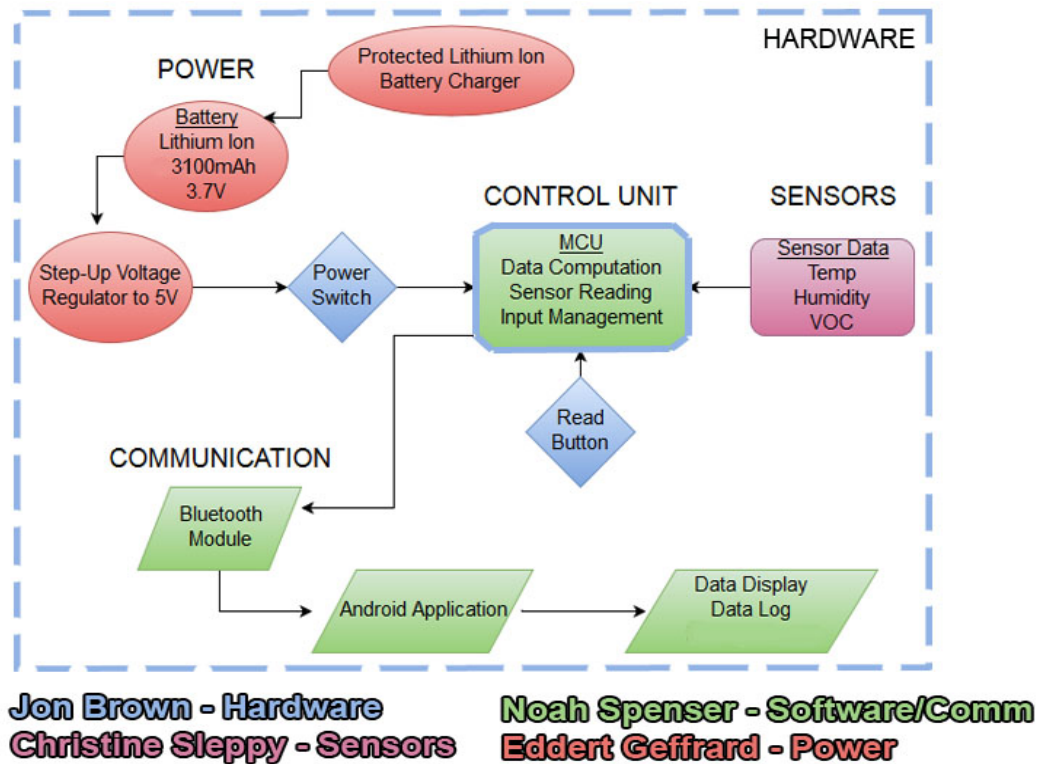 HARDWARE
POWER
Protected Lithium Ion
Battery Charger
Battery
Lithium Ion
3100mAh
3.7V
Step-Up Voltage
Regulator to 5V
Power
Switch
CONTROL UNIT
MCU
Data Computation
Sensor Reading
Input Management
SENSORS
Sensor Data
Temp
Humidity
VOC
Read
Button
COMMUNICATION
Bluetooth
Module
Android Application
Data Display
Data Log
Jon Brown - Hardware
Noah Spenser - Software/Comm
Christine Sleppy - Sensors
Eddert Geffrard - Power